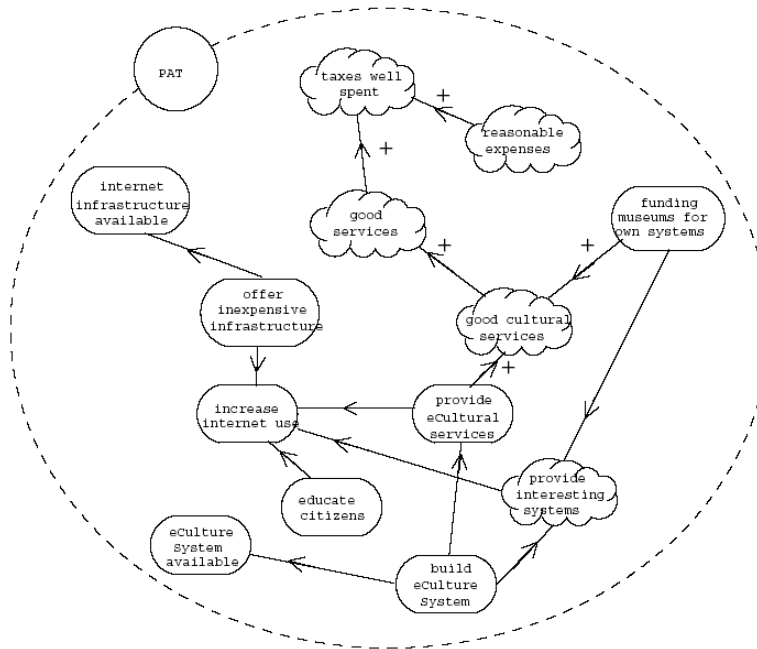 PAT
taxes well
spent
+
reasonable
expenses
+
internet
infrastructure
available
good
services
funding
museums for
own systems
+
+
offer
inexpensive
infrastructure
good cultural
services
+
increase
internet use
provide
eCultural
services
educate
citizens
provide
interesting
systems
eCulture
System
available
build
eCulture
System